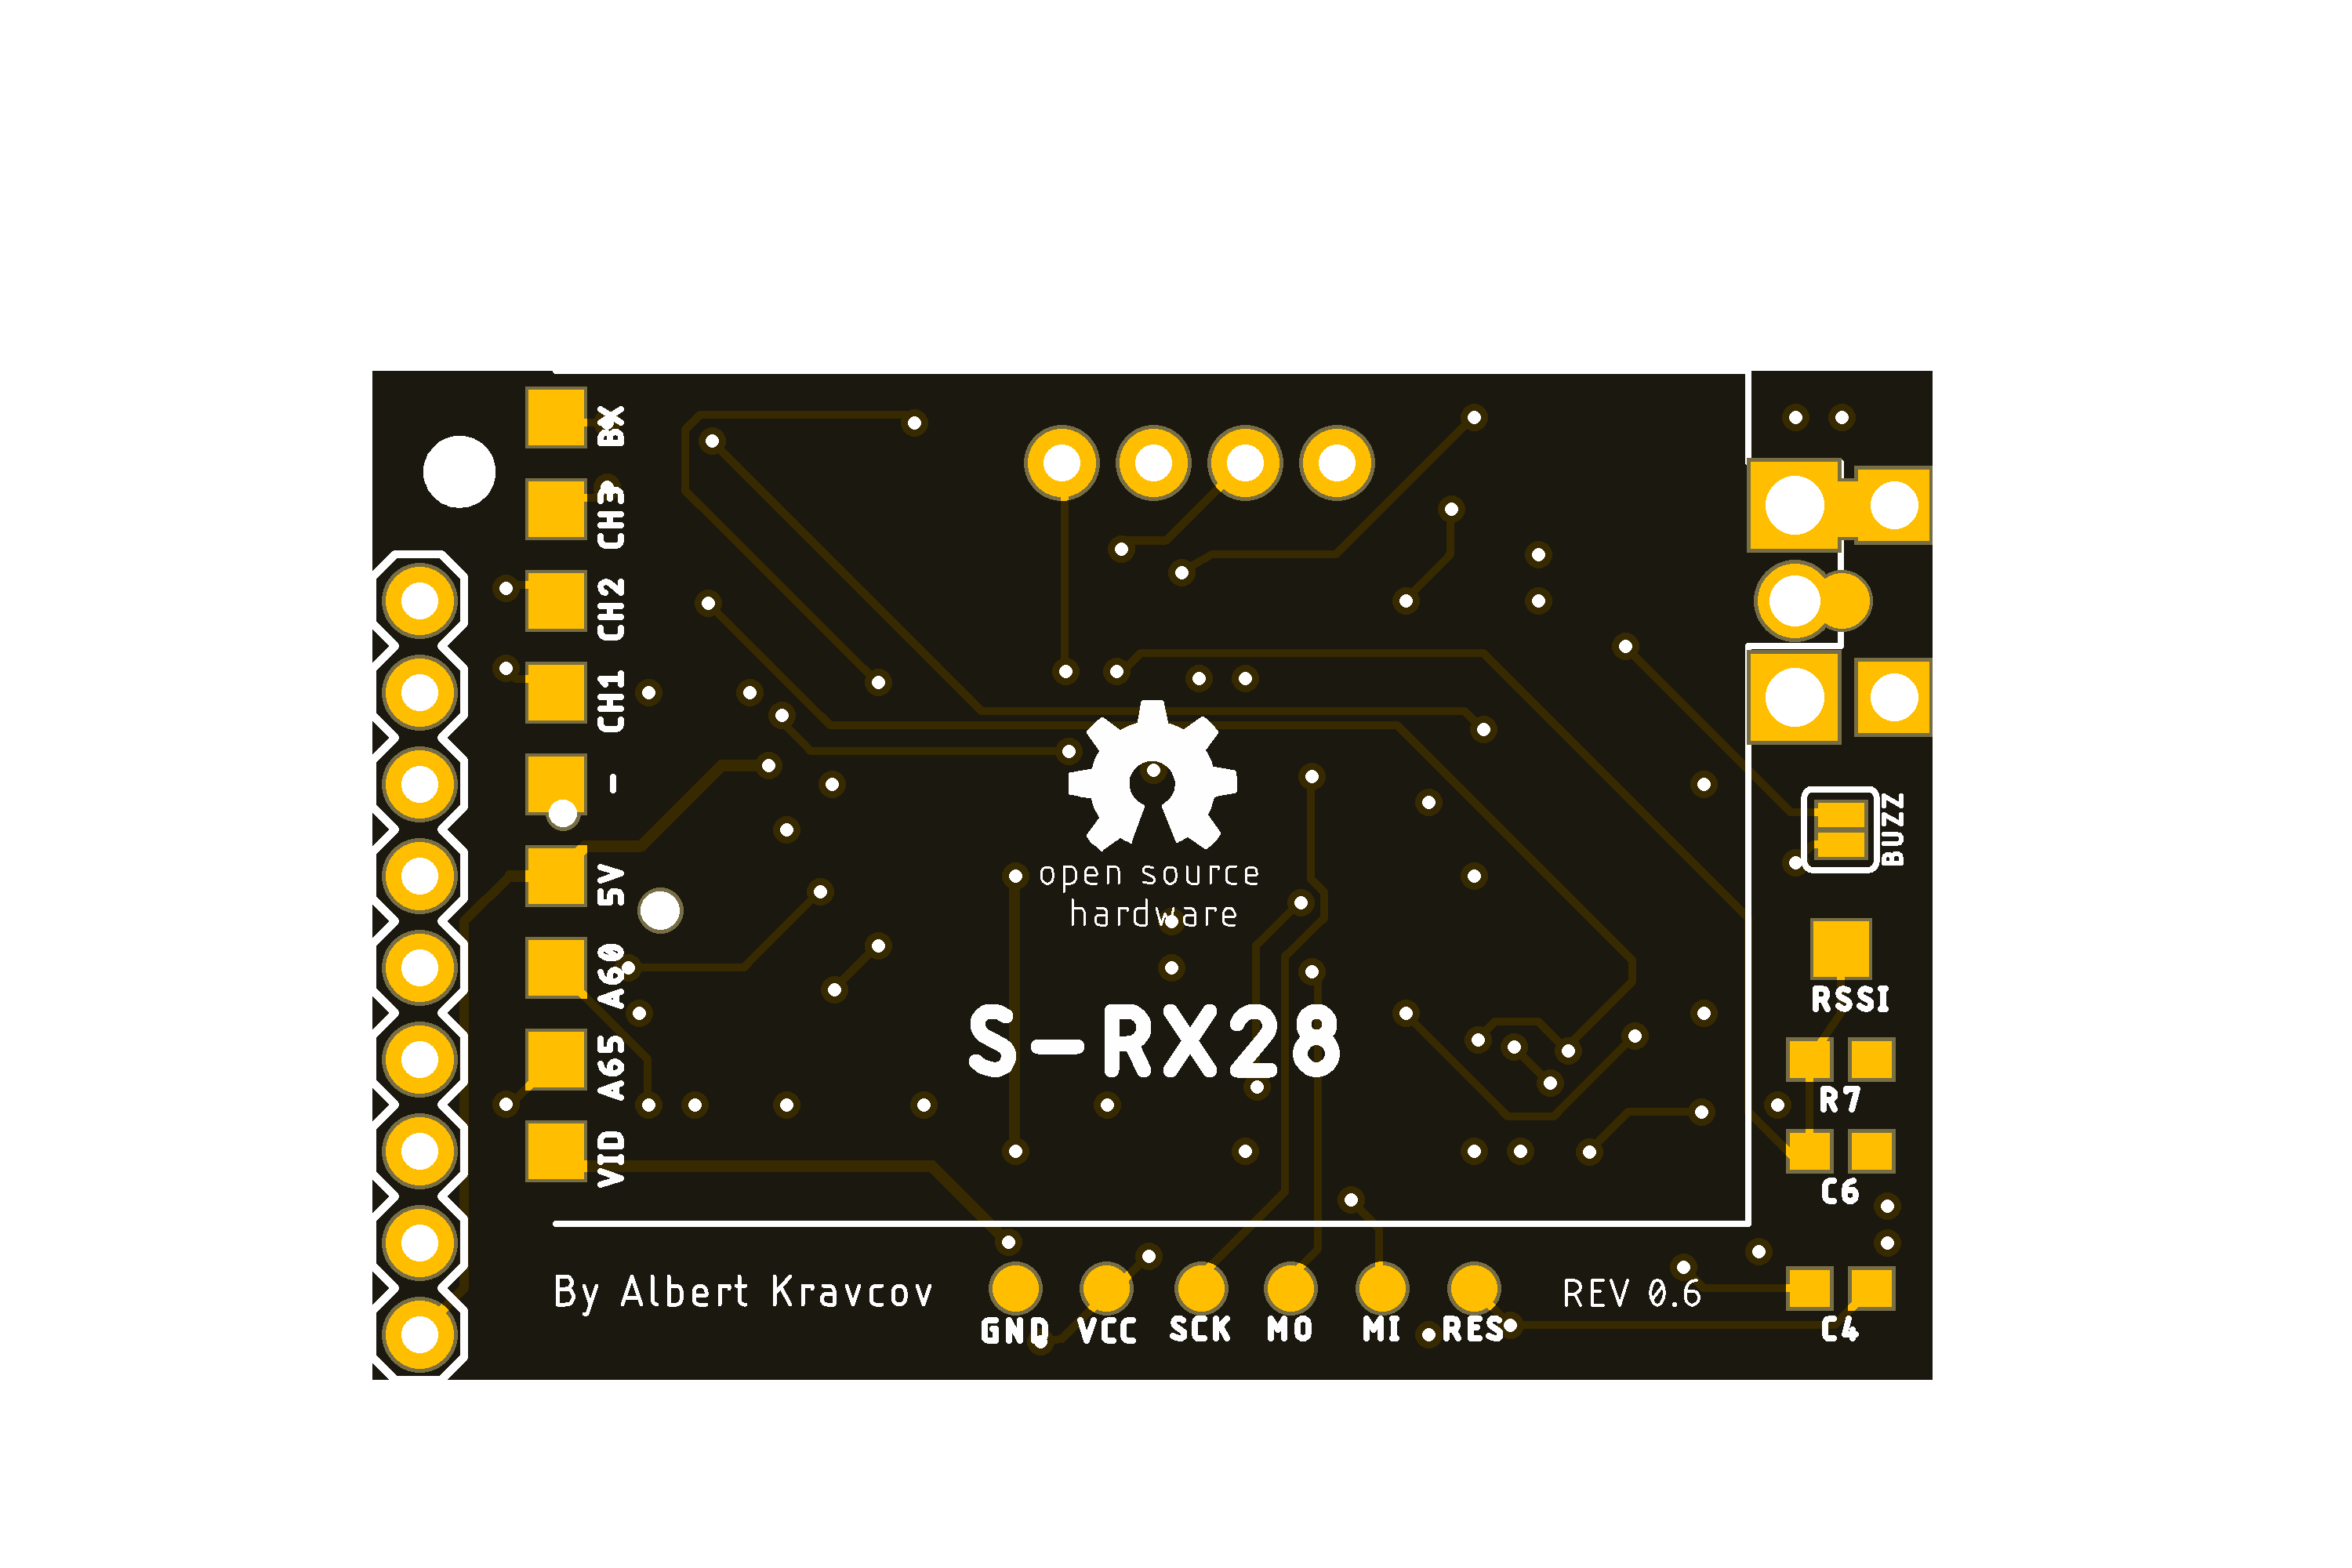 BX
CH3
CH2
CH1
-
5V
A60
A65
VID
open source
hardware
S-RX28
BUZZ
RSSI
R7
C6
C4
By Albert Kravcov
GND VCC SCK MO MI RES
REV 0.6